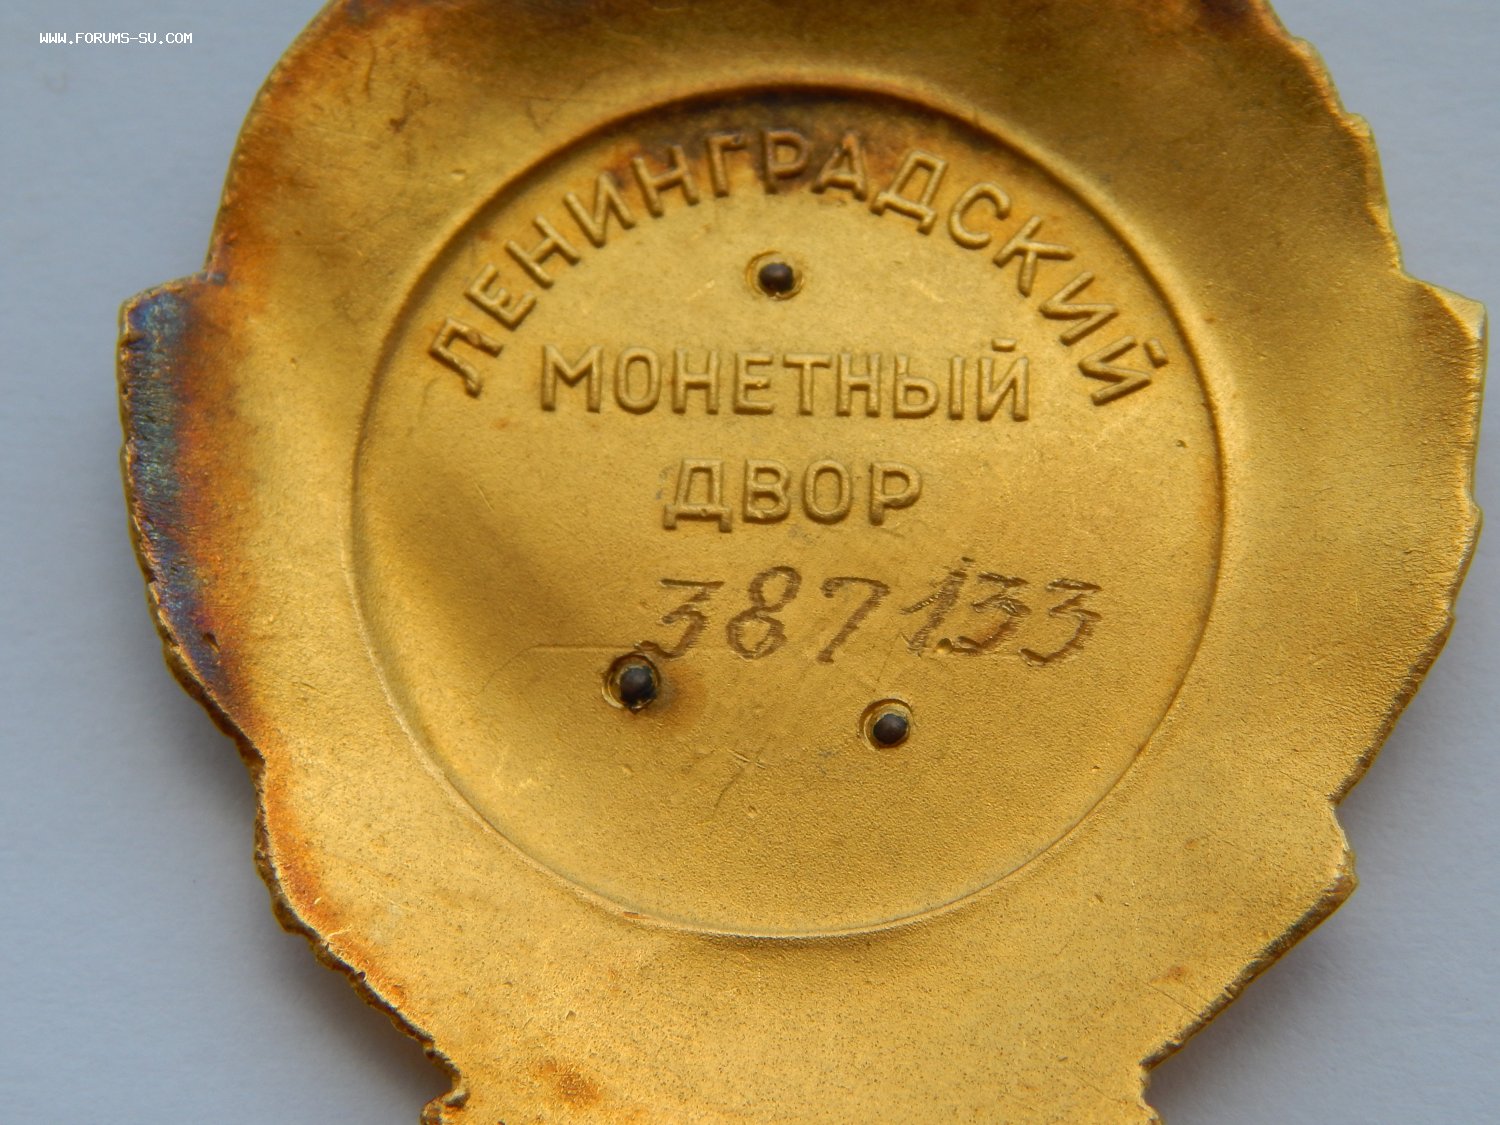 WWW.FORUMS-SU.COM
ЛЕНИНГРАДСКИЙ
МОНЕТНЫЙ
ДВОР
387133